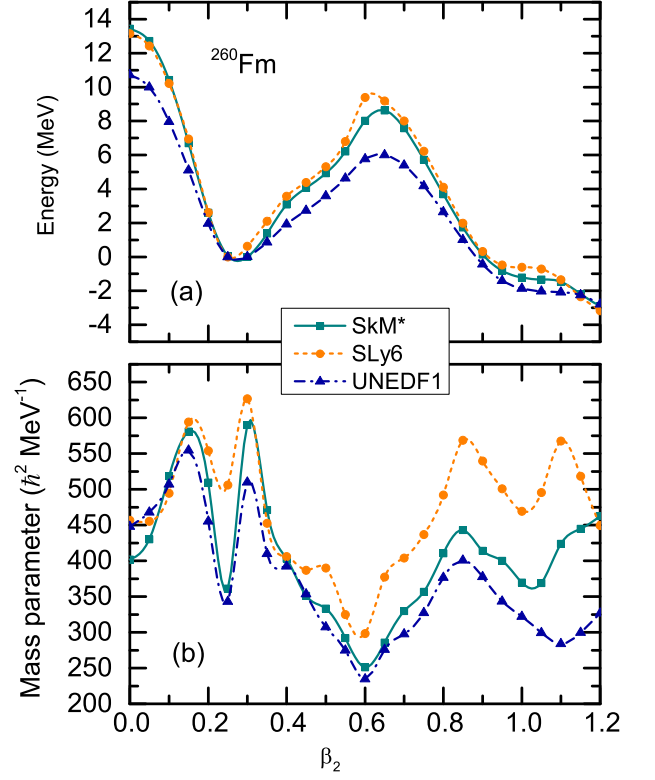 14
12
10
8
6
4
2
0
-2
-4
Energy (MeV)
²⁶⁰Fm
(a)
SkM*
SLy6
UNEDF1
650
600
550
500
450
400
350
300
250
200
Mass parameter (ℏ² MeV⁻¹)
(b)
0.0 0.2 0.4 0.6 0.8 1.0 1.2
β₂